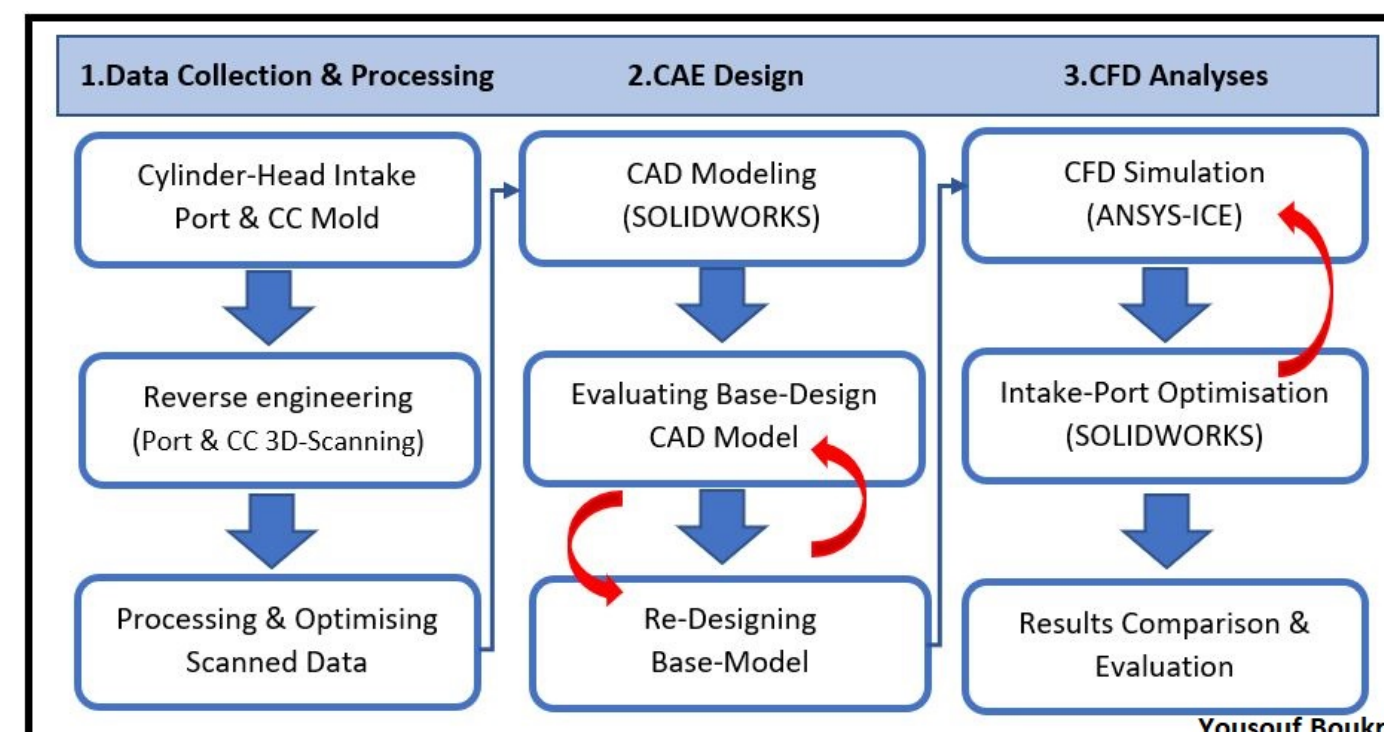 1.Data Collection & Processing
2.CAE Design
3.CFD Analyses
Cylinder-Head Intake
Port & CC Mold
Reverse engineering
(Port & CC 3D-Scanning)
Processing & Optimising
Scanned Data
CAD Modeling
(SOLIDWORKS)
Evaluating Base-Design
CAD Model
Re-Designing
Base-Model
CFD Simulation
(ANSYS-ICE)
Intake-Port Optimisation
(SOLIDWORKS)
Results Comparison &
Evaluation
Yousouf